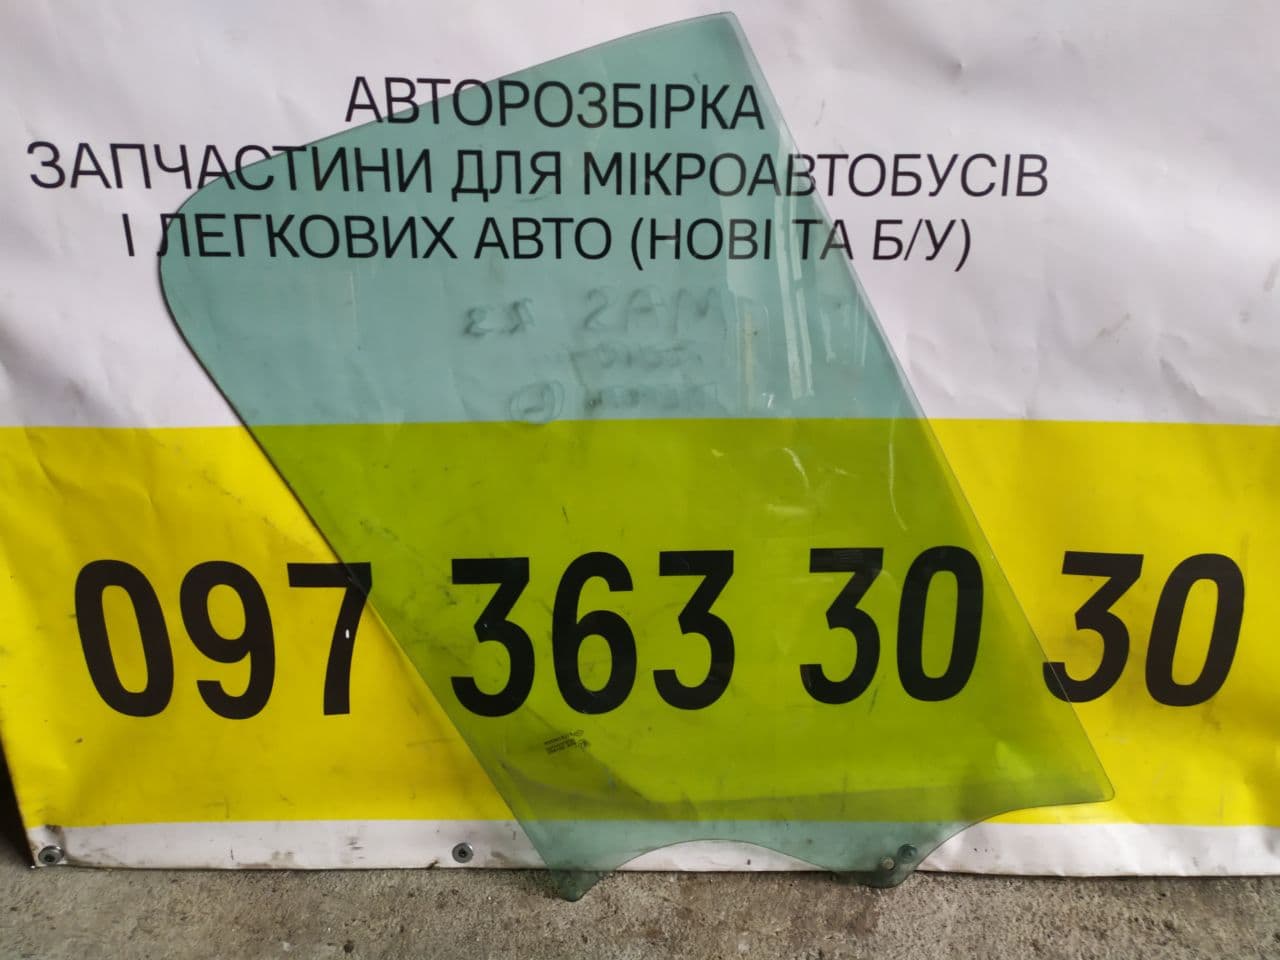 АВТОРОЗБІРКА
ЗАПЧАСТИНИ ДЛЯ МІКРОАВТОБУСІВ
І ЛЕГКОВИХ АВТО (НОВІ ТА Б/У)
097 363 30 30